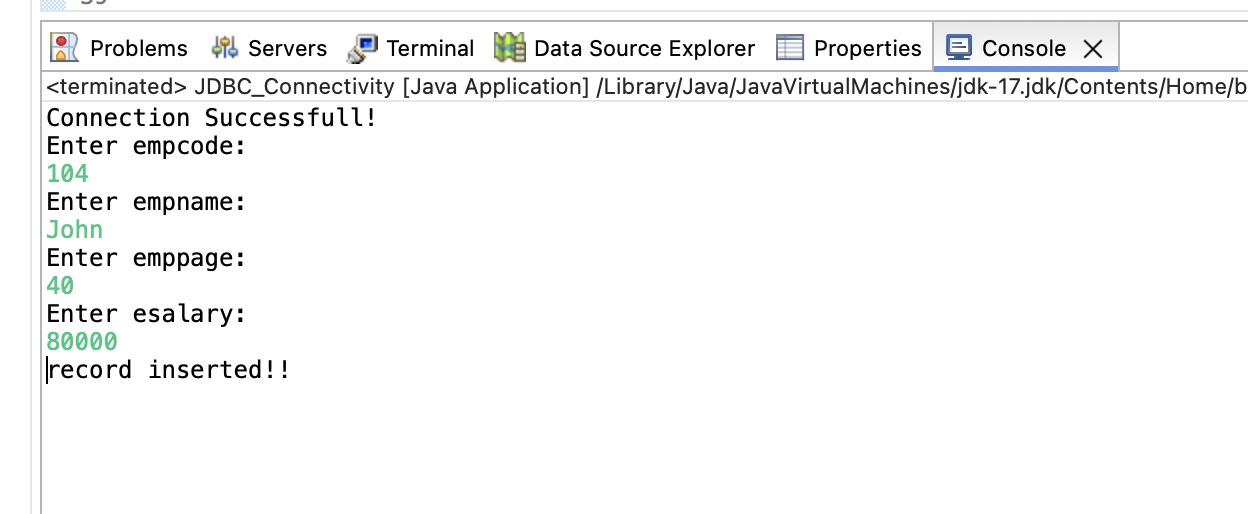 Problems Servers Terminal Data Source Explorer Properties Console
<terminated> JDBC_Connectivity [Java Application] /Library/Java/JavaVirtualMachines/jdk-17.jdk/Contents/Home/b
Connection Successfull!
Enter empcode:
104
Enter empname:
John
Enter emppage:
40
Enter esalary:
80000
record inserted!!